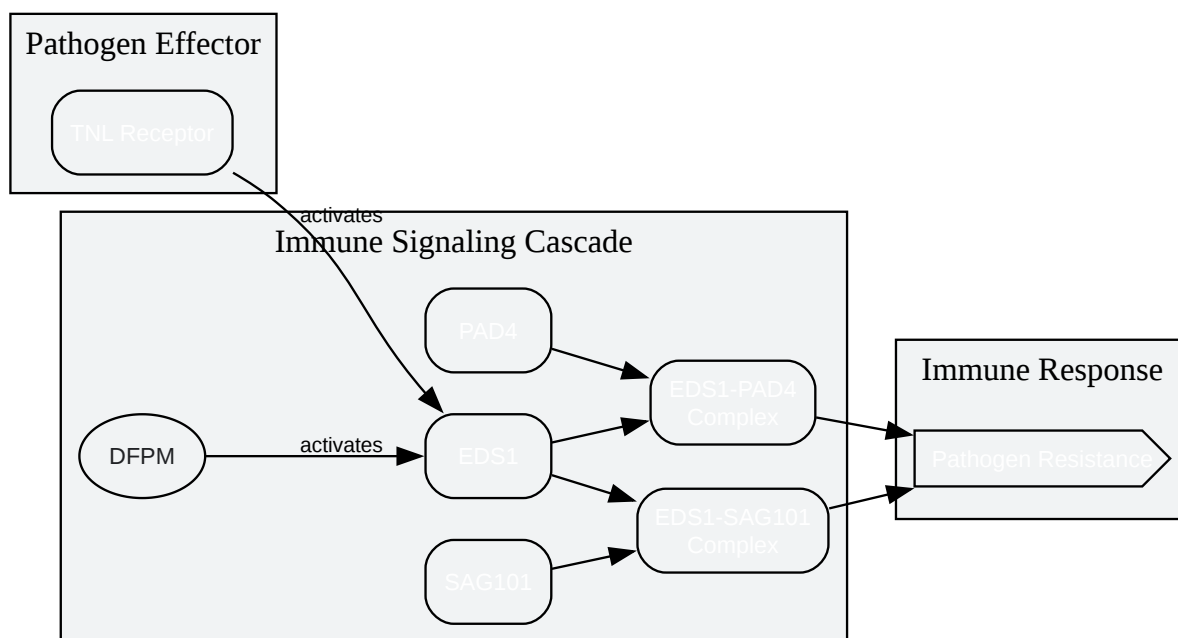 Pathogen Effector
TNL Receptor
activates
Immune Signaling Cascade
PAD4
EDS1-PAD4
Complex
Immune Response
DFPM
activates
EDS1
Pathogen Resistance
EDS1-SAG101
Complex
SAG101